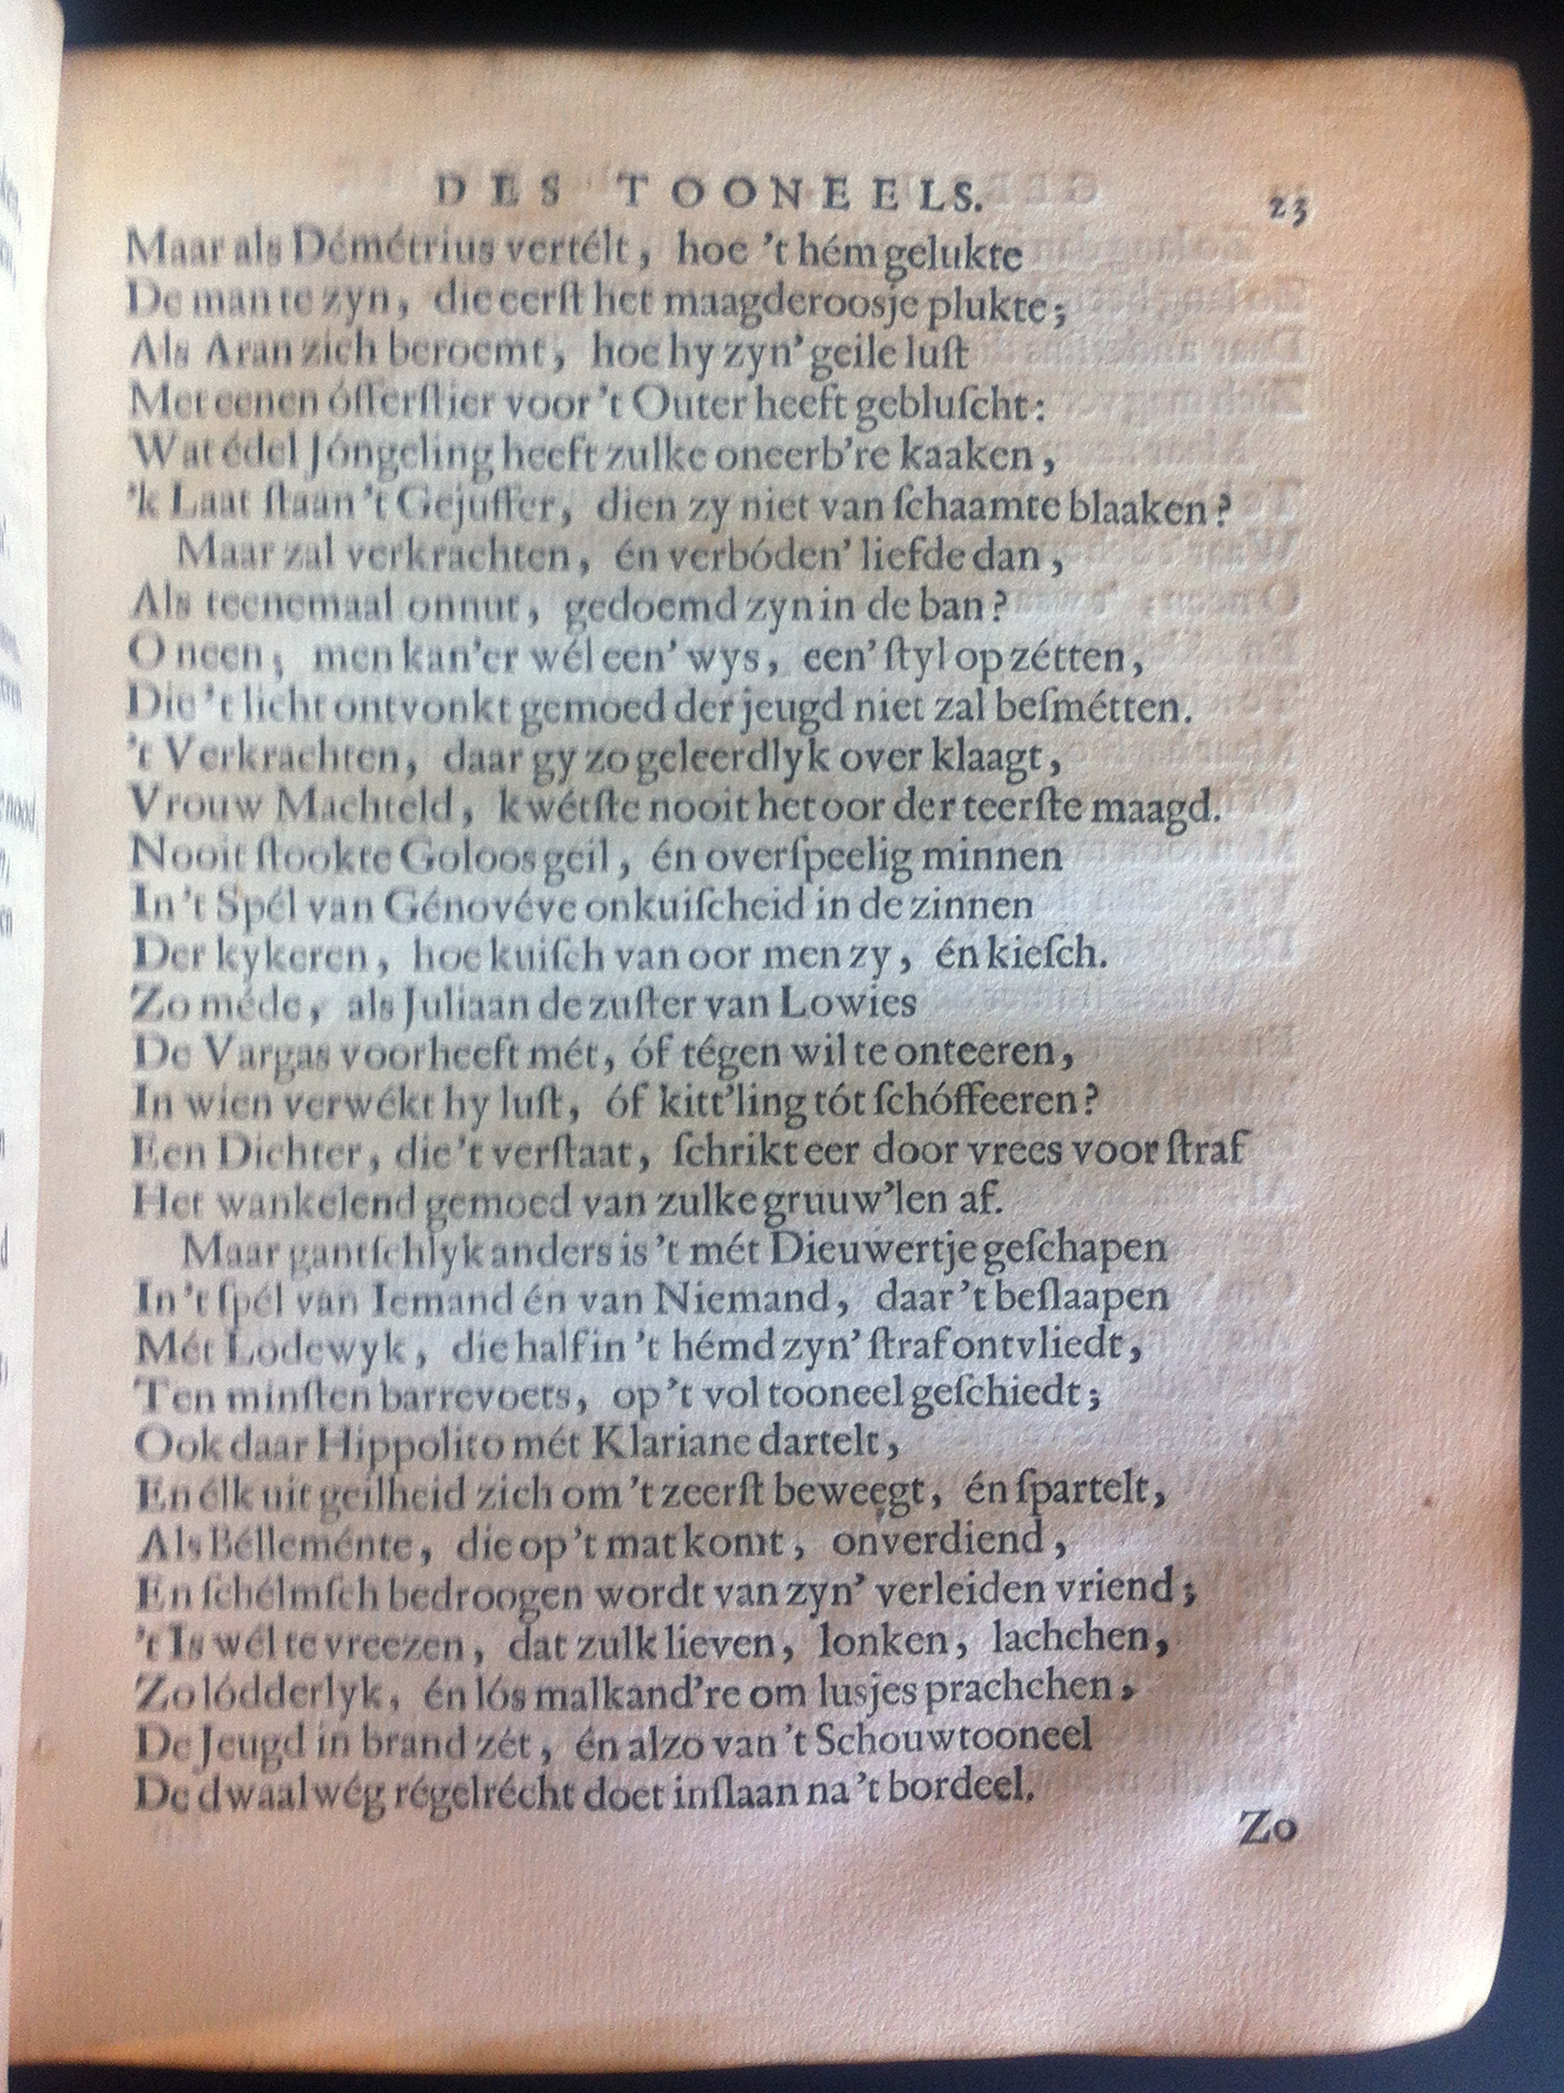 DES TOONEELS. 23
Maar als Démétrius vertélt, hoe 't hém gelukte
De man te zyn, die eerſt het maagderoosje plukte;
Als Aran zich beroemt, hoe hy zyn' geile luſt
Met eenen ófferſtier voor 't Outer heeft gebluſcht:
Wat édel Jóngeling heeft zulke oneerb're kaaken,
'k Laat ſtaan 't Gejuffer, dien zy niet van ſchaamte blaaken?
Maar zal verkrachten, én verbóden' liefde dan,
Als teenemaal onnut, gedoemd zyn in de ban?
O neen; men kan'er wél een' wys, een' ſtyl op zétten,
Die 't licht ontvonkt gemoed der jeugd niet zal beſmétten.
't Verkrachten, daar gy zo geleerdlyk over klaagt,
Vrouw Machteld, kwétſte nooit het oor der teerſte maagd.
Nooit ſtookte Goloos geil, én overſpeelig minnen
In 't Spél van Génovéve onkuiſcheid in de zinnen
Der kykeren, hoe kuiſch van oor men zy, én kieſch.
Zo méde, als Juliaan de zuſter van Lowies
De Vargas voorheeft mét, óf tégen wil te onteeren,
In wien verwékt hy luſt, óf kitt'ling tót ſchóffeeren?
Een Dichter, die 't verſtaat, ſchrikt eer door vrees voor ſtraf
Het wankelend gemoed van zulke gruuw'len af.
Maar gantſchlyk anders is 't mét Dieuwertje geſchapen
In 't ſpél van Iemand én van Niemand, daar 't beſlaapen
Mét Lodewyk, die half in 't hémd zyn' ſtraf ontvliedt,
Ten minſten barrevoets, op 't vol tooneel geſchiedt;
Ook daar Hippolito mét Klariane dartelt,
En élk uit geilheid zich om 't zeerſt beweegt, én ſpartelt,
Als Bélleménte, die op 't mat komt, onverdiend,
En ſchélmſch bedroogen wordt van zyn' verleiden vriend;
't Is wél te vreezen, dat zulk lieven, lonken, lachchen,
Zo lódderlyk, én lós malkand're om lusjes prachchen,
De Jeugd in brand zét, én alzo van 't Schouwtooneel
De dwaalwég régelrécht doet inſlaan na 't bordeel.
Zo